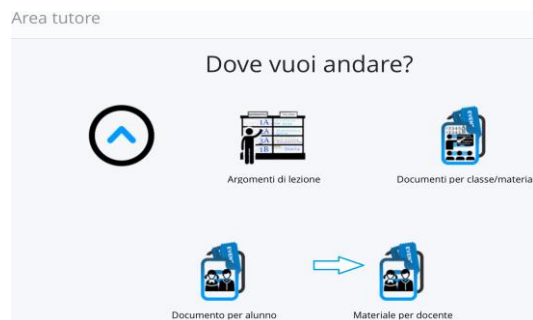 Area tutore
Dove vuoi andare?
Argomenti di lezione
Documenti per classe/materia
Documento per alunno
Materiale per docente